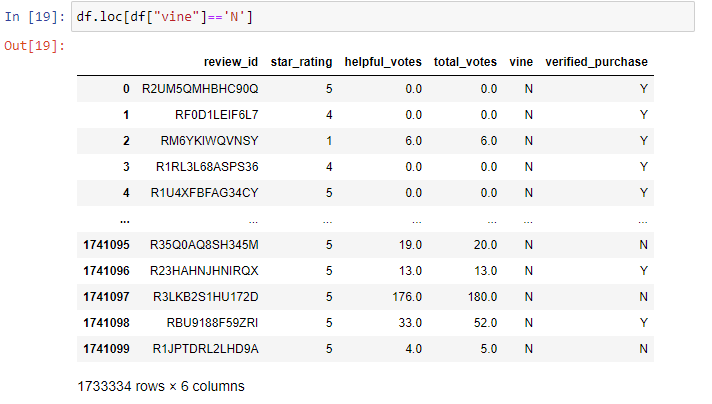 In [19]: df.loc[df["vine"]=='N']
Out[19]:
review_id star_rating helpful_votes total_votes vine verified_purchase
0 R2UM5QMHBHC90Q 5 0.0 0.0 N Y
1 RF0D1LEIF6L7 4 0.0 0.0 N Y
2 RM6YKIWQVNSY 1 6.0 6.0 N Y
3 R1RL3L68ASPS36 4 0.0 0.0 N Y
4 R1U4XFBFAG34CY 5 0.0 0.0 N Y
... ... ... ... ... ... ...
1741095 R35Q0AQ8SH345M 5 19.0 20.0 N N
1741096 R23HAHNJHNIRQX 5 13.0 13.0 N Y
1741097 R3LKB2S1HU172D 5 176.0 180.0 N N
1741098 RBU9188F59ZRI 5 33.0 52.0 N Y
1741099 R1JPTDRL2LHD9A 5 4.0 5.0 N N
1733334 rows × 6 columns